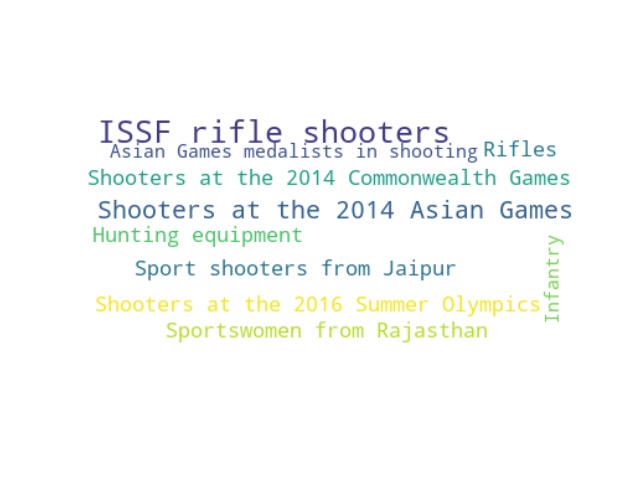 ISSF rifle shooters
Asian Games medalists in shooting
Rifles
Shooters at the 2014 Commonwealth Games
Shooters at the 2014 Asian Games
Hunting equipment
Infantry
Sport shooters from Jaipur
Shooters at the 2016 Summer Olympics
Sportswomen from Rajasthan